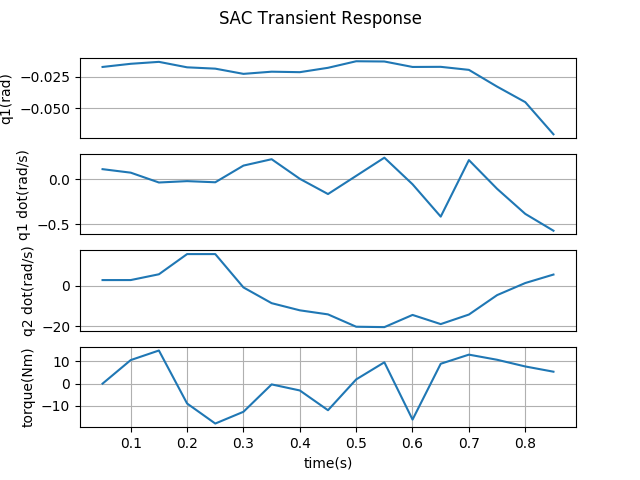 SAC Transient Response
−0.025
−0.050
q1(rad)
0.0
−0.5
q1 dot(rad/s)
0
−20
q2 dot(rad/s)
10
0
−10
torque(Nm)
0.1 0.2 0.3 0.4 0.5 0.6 0.7 0.8
time(s)